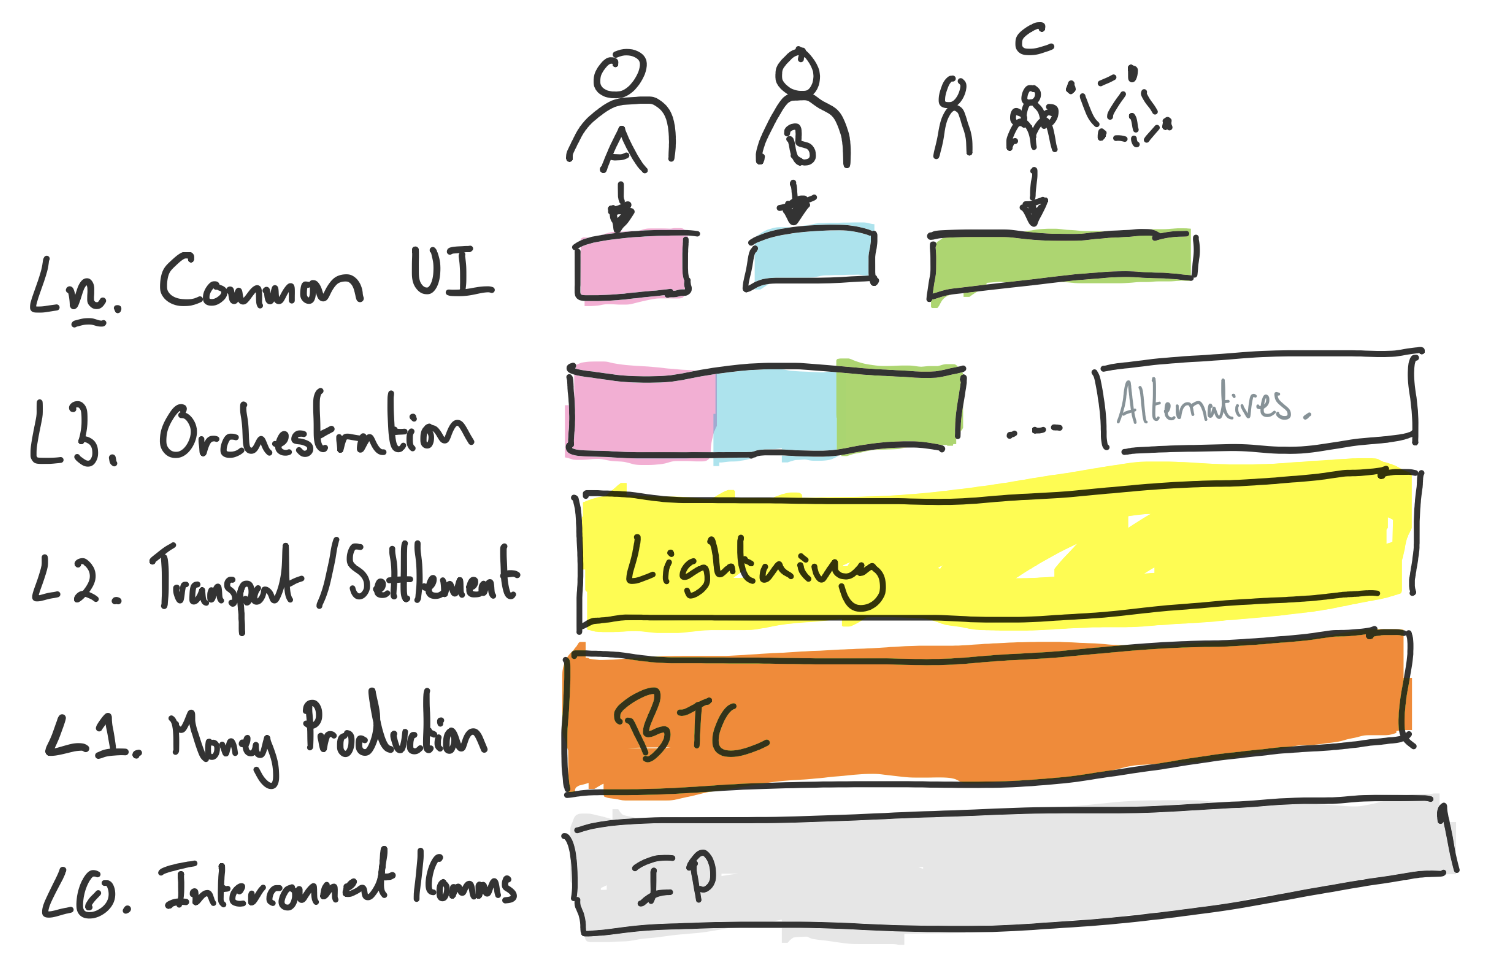 C
A
B
Ln. Common UI
L3. Orchestration
Alternatives.
L2. Transport/Settlement
Lightning
L1. Money Production
BTC
L0. Interconnect/Comms
IP